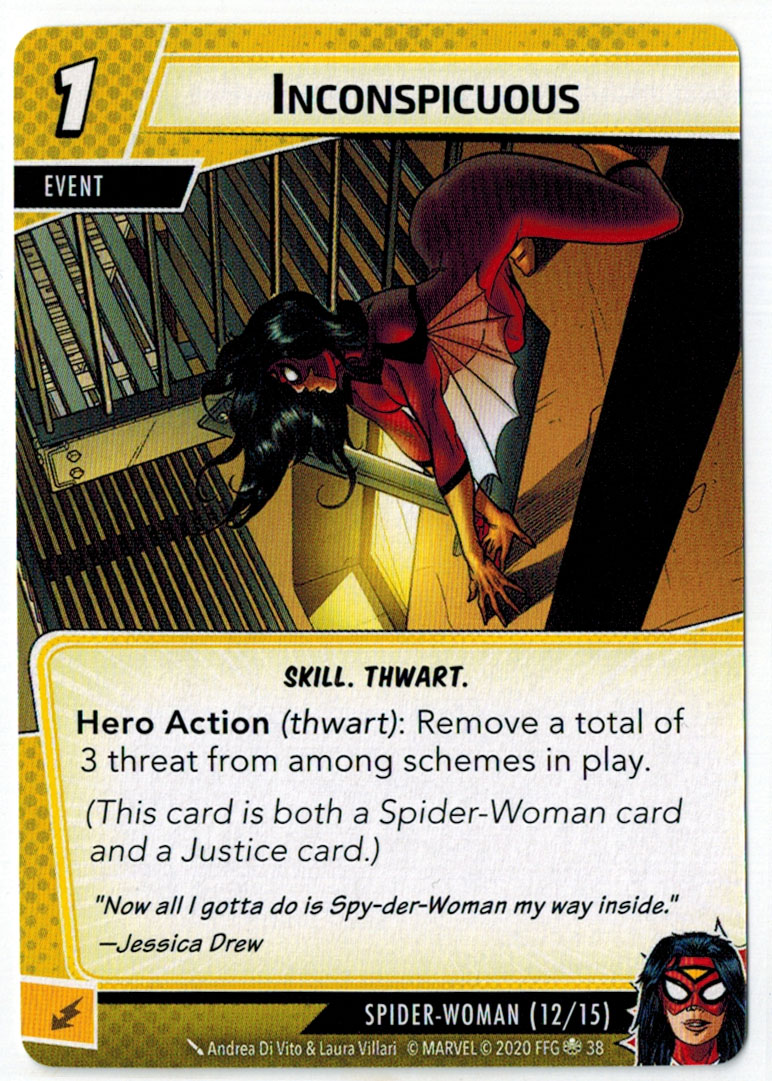 1
INCONSPICUOUS
EVENT
SKILL. THWART.
Hero Action (thwart): Remove a total of
3 threat from among schemes in play.
(This card is both a Spider-Woman card
and a Justice card.)
"Now all I gotta do is Spy-der-Woman my way inside."
—Jessica Drew
SPIDER-WOMAN (12/15)
Andrea Di Vito & Laura Villari © MARVEL © 2020 FFG 38